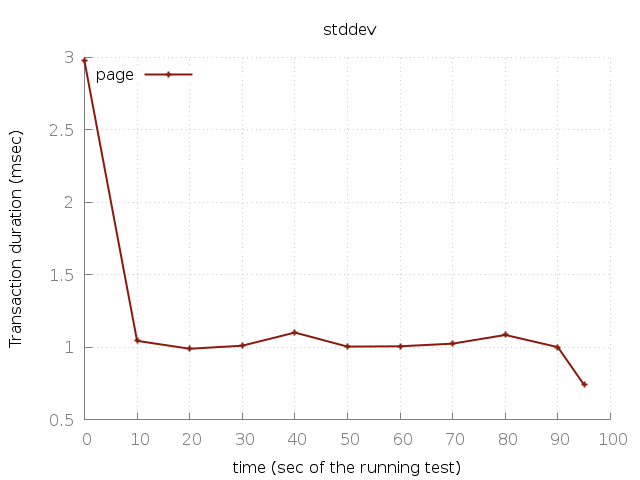 stddev
page
3
2.5
2
1.5
1
0.5
0 10 20 30 40 50 60 70 80 90 100
Transaction duration (msec)
time (sec of the running test)